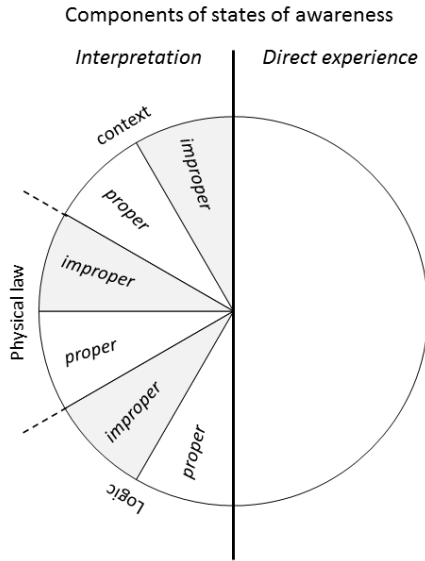 Components of states of awareness
Interpretation
Direct experience
context
improper
proper
improper
Physical law
proper
improper
proper
Logic